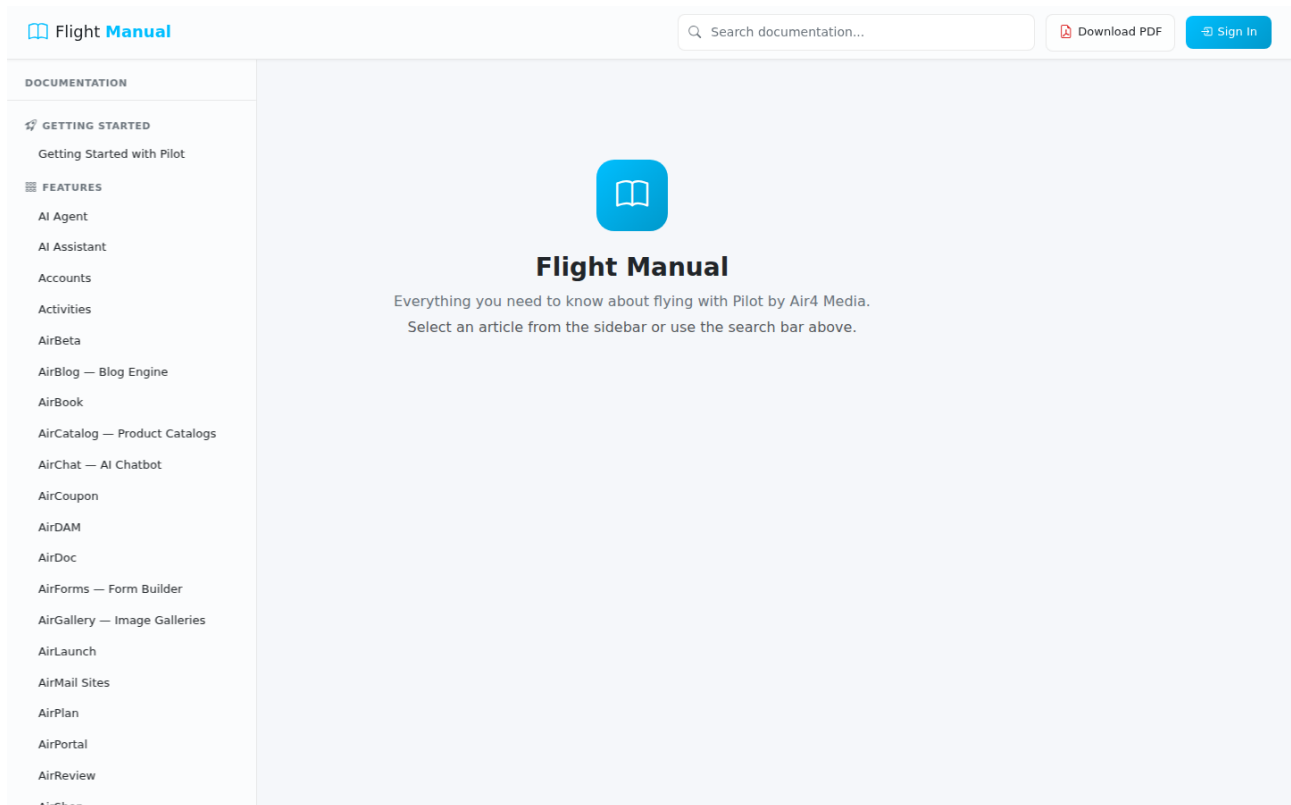 Flight Manual
Search documentation...
Download PDF
Sign In
DOCUMENTATION
GETTING STARTED
Getting Started with Pilot
FEATURES
AI Agent
AI Assistant
Accounts
Activities
AirBeta
AirBlog — Blog Engine
AirBook
AirCatalog — Product Catalogs
AirChat — AI Chatbot
AirCoupon
AirDAM
AirDoc
AirForms — Form Builder
AirGallery — Image Galleries
AirLaunch
AirMail Sites
AirPlan
AirPortal
AirReview
Flight Manual
Everything you need to know about flying with Pilot by Air4 Media.
Select an article from the sidebar or use the search bar above.